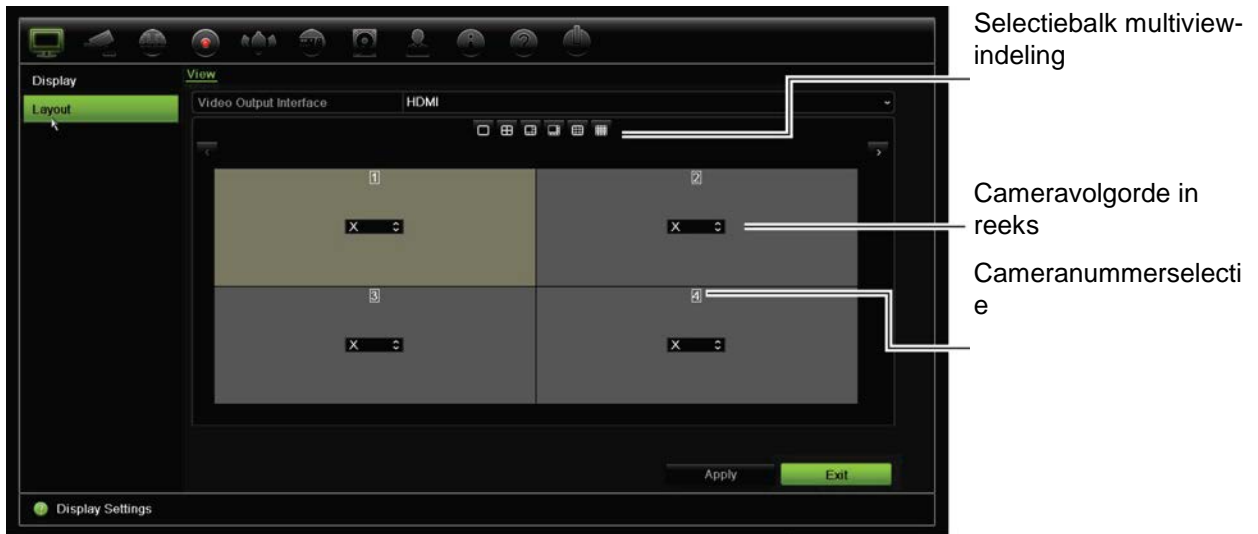 Display
Layout
View
Video Output Interface HDMI
1
2
X
X
3
4
X
X
Apply
Exit
Display Settings
Selectiebalk multiview-
indeling
Cameravolgorde in
reeks
Cameranummerselecti
e